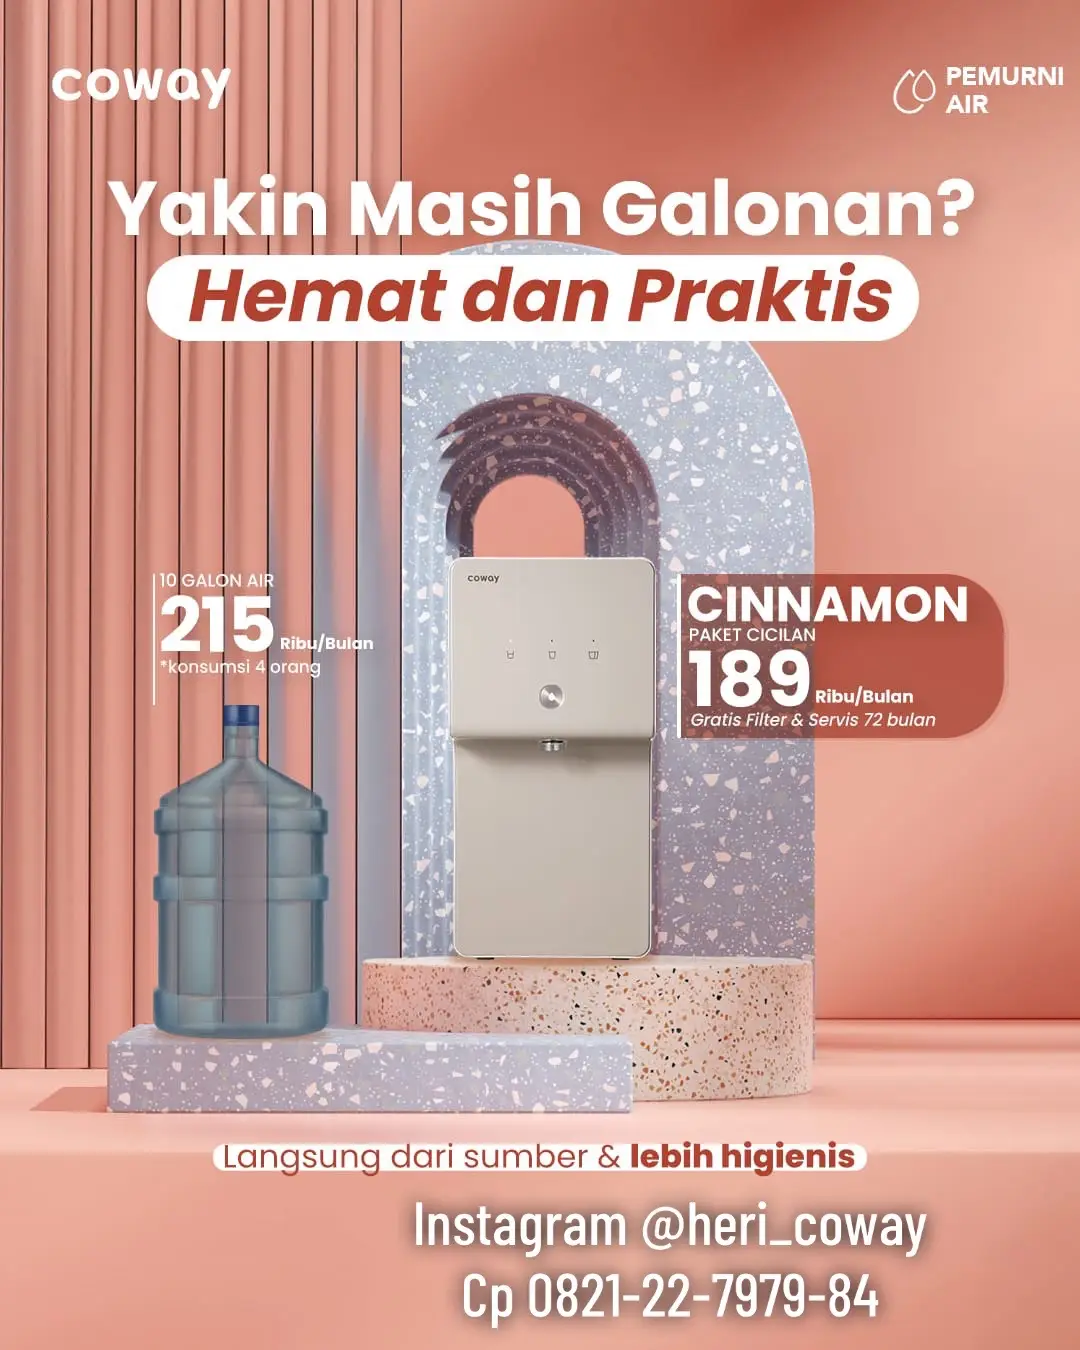 coway
PEMURNI
AIR
Yakin Masih Galonan?
Hemat dan Praktis
10 GALON AIR
215 Ribu/Bulan
*konsumsi 4 orang
coway
CINNAMON
PAKET CICILAN
189 Ribu/Bulan
Gratis Filter & Servis 72 bulan
Langsung dari sumber & lebih higienis
Instagram @heri_coway
Cp 0821-22-7979-84